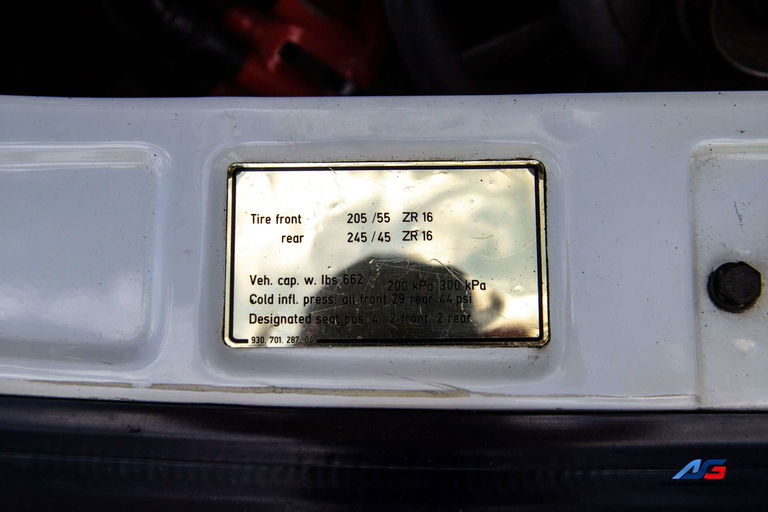 Tire front 205 /55 ZR 16
rear 245 /45 ZR 16
Veh. cap. w. lbs 662 200 kPa 300 kPa
Cold infl. press. all front 29 rear 44 psi
Designated seat pos. 4 2 front 2 rear
930. 701. 287. 04